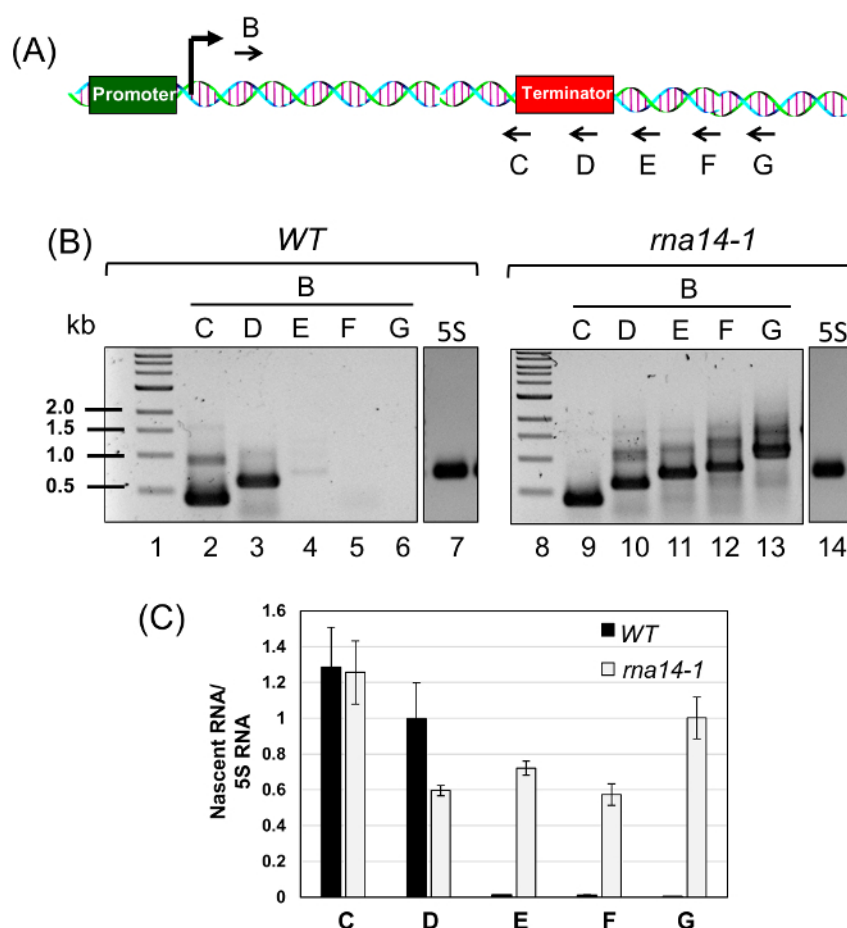 (A)
B
Promoter
Terminator
C D E F G
(B)
WT
rna14-1
B
B
kb
C D E F G 5S
C D E F G 5S
2.0
1.5
1.0
0.5
1 2 3 4 5 6 7
8 9 10 11 12 13 14
(C)
Nascent RNA/
5S RNA
1.6
1.4
1.2
1
0.8
0.6
0.4
0.2
0
WT
rna14-1
C D E F G